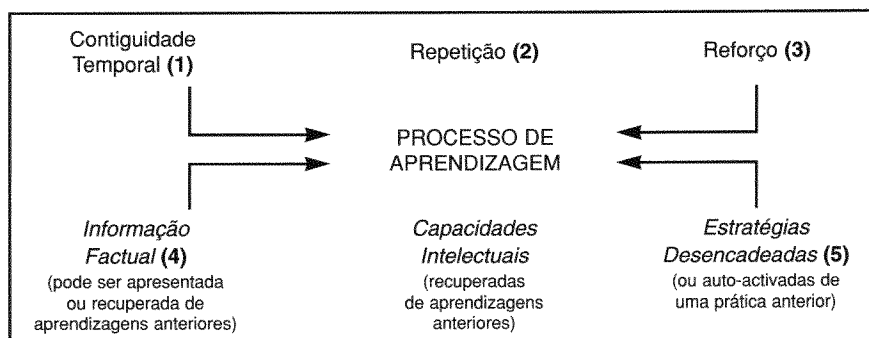 Contiguidade
Temporal (1)
Repetição (2)
Reforço (3)
PROCESSO DE
APRENDIZAGEM
Informação
Factual (4)
(pode ser apresentada
ou recuperada de
aprendizagens anteriores)
Capacidades
Intelectuais
(recuperadas
de aprendizagens
anteriores)
Estratégias
Desencadeadas (5)
(ou auto-activadas de
uma prática anterior)